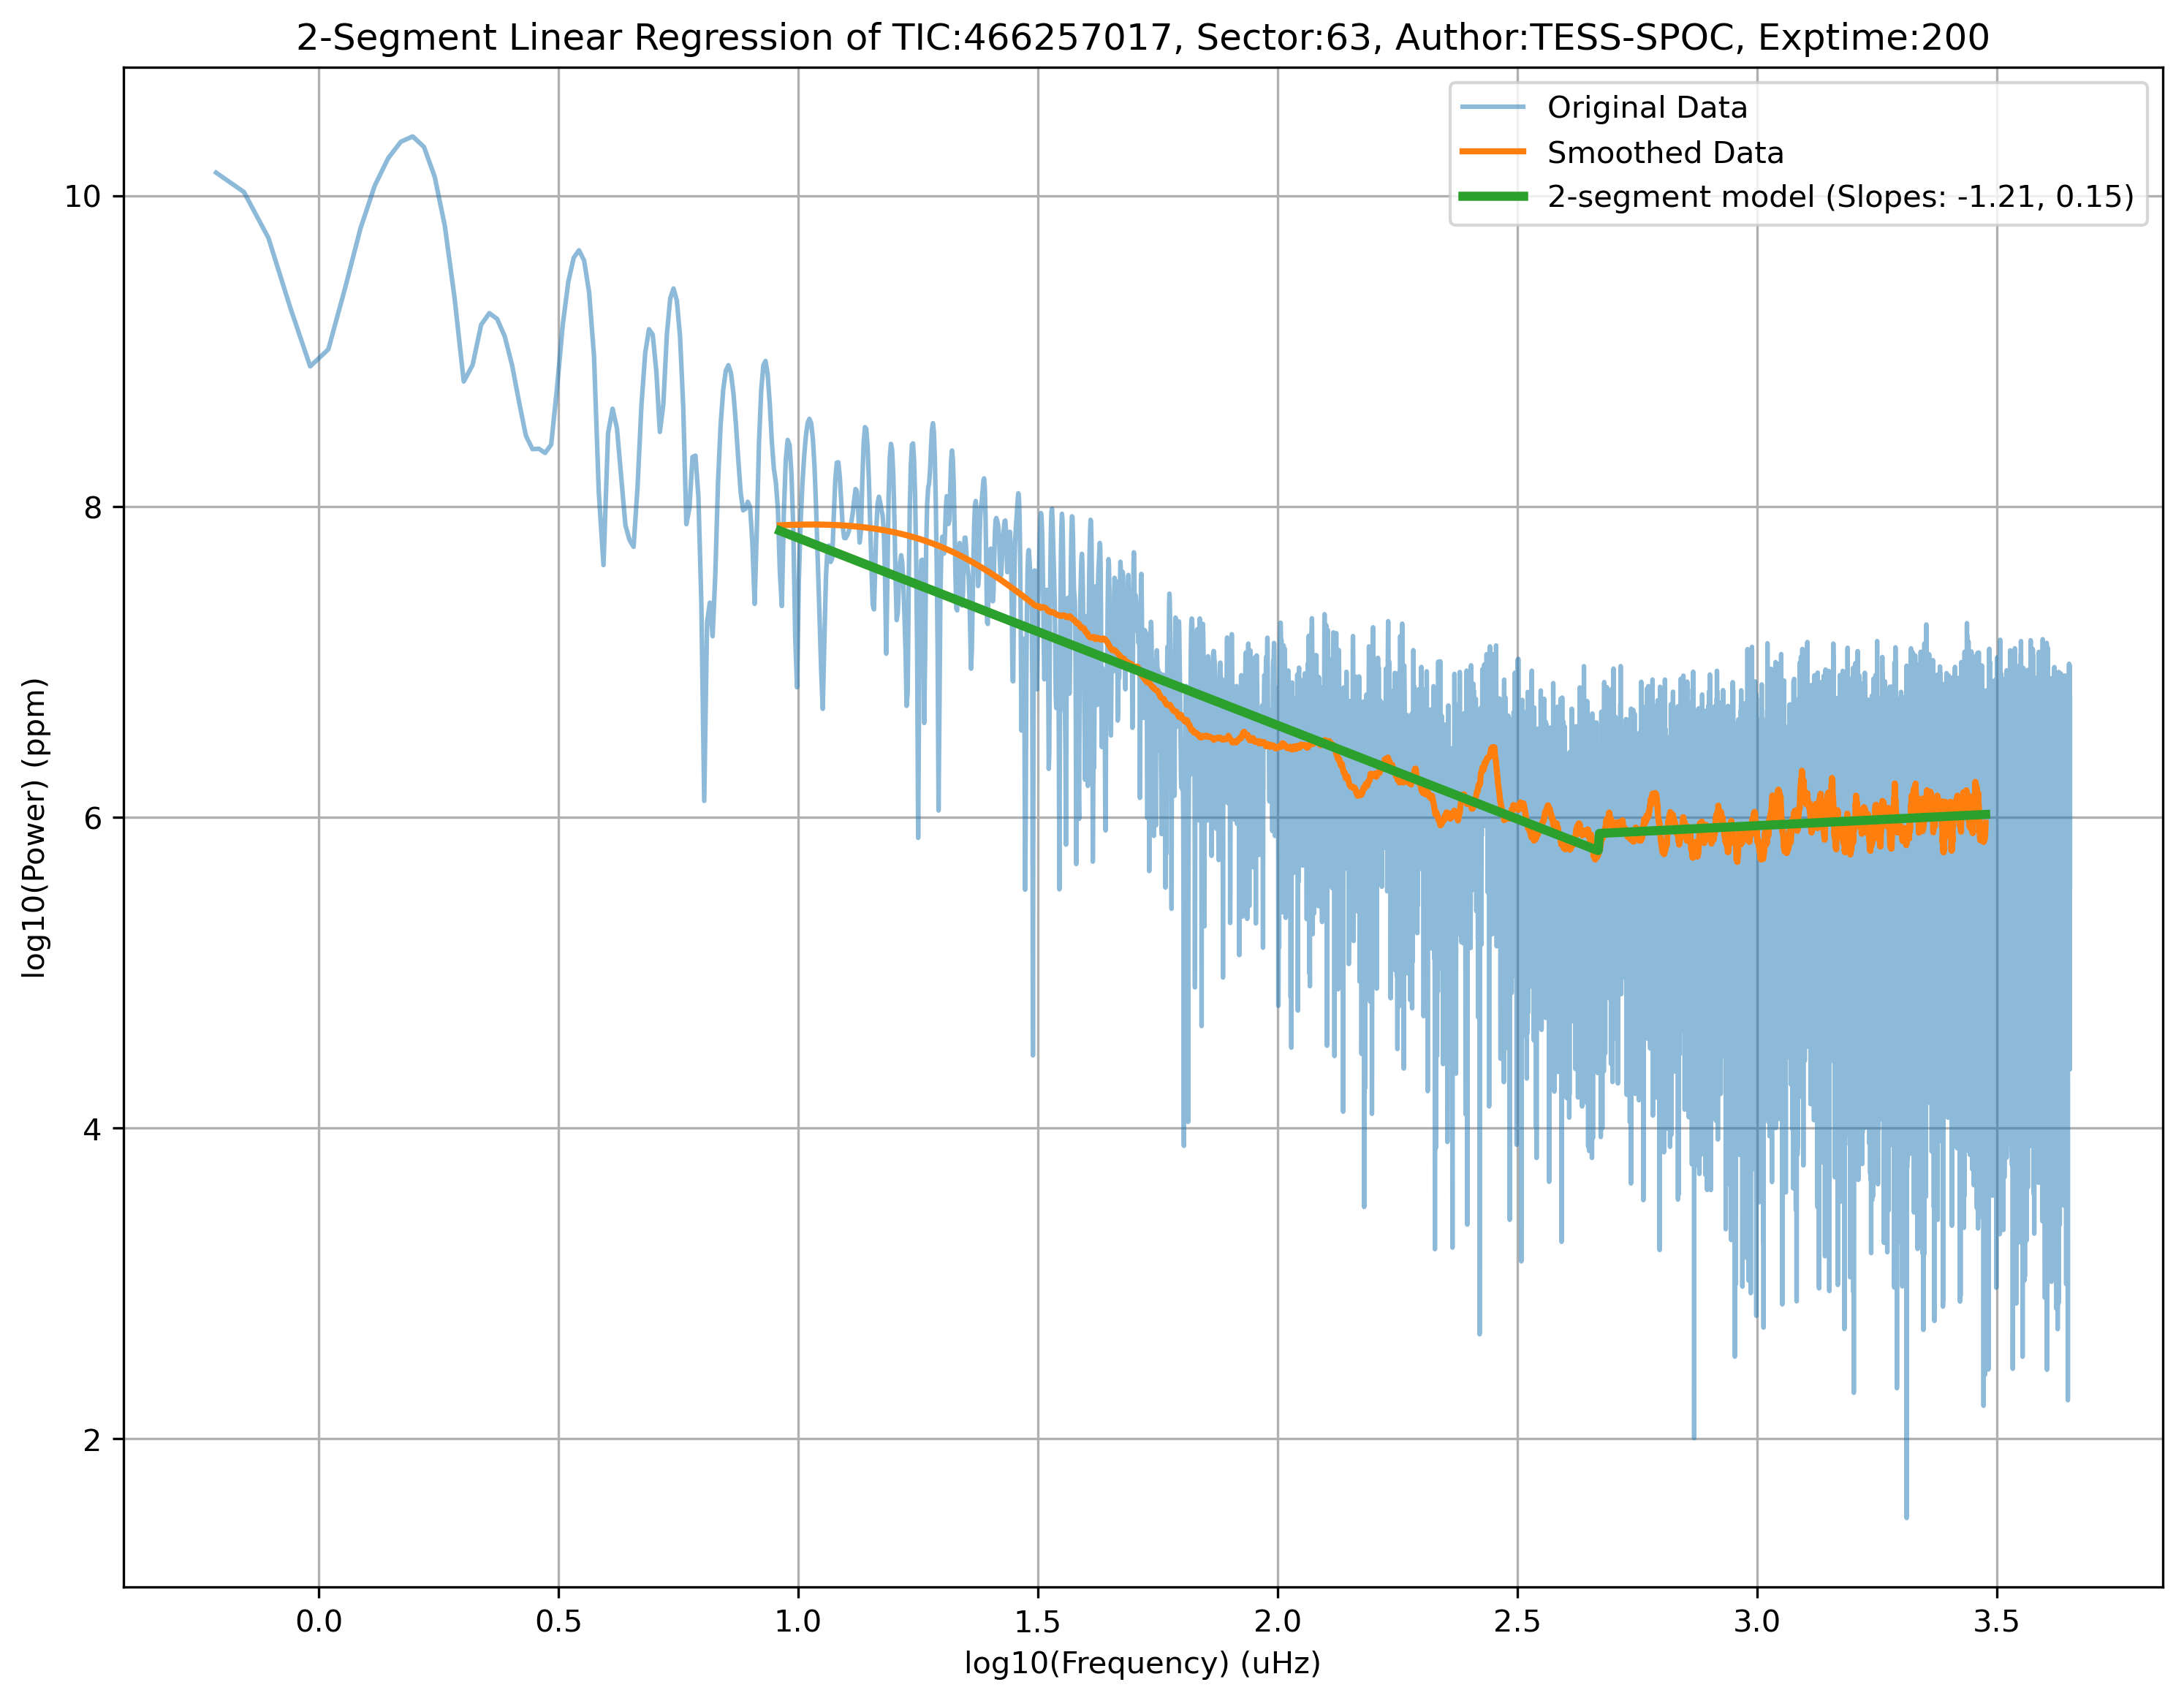 2-Segment Linear Regression of TIC:466257017, Sector:63, Author:TESS-SPOC, Exptime:200
Original Data
Smoothed Data
2-segment model (Slopes: -1.21, 0.15)
log10(Power) (ppm)
10
8
6
4
2
0.0 0.5 1.0 1.5 2.0 2.5 3.0 3.5
log10(Frequency) (uHz)